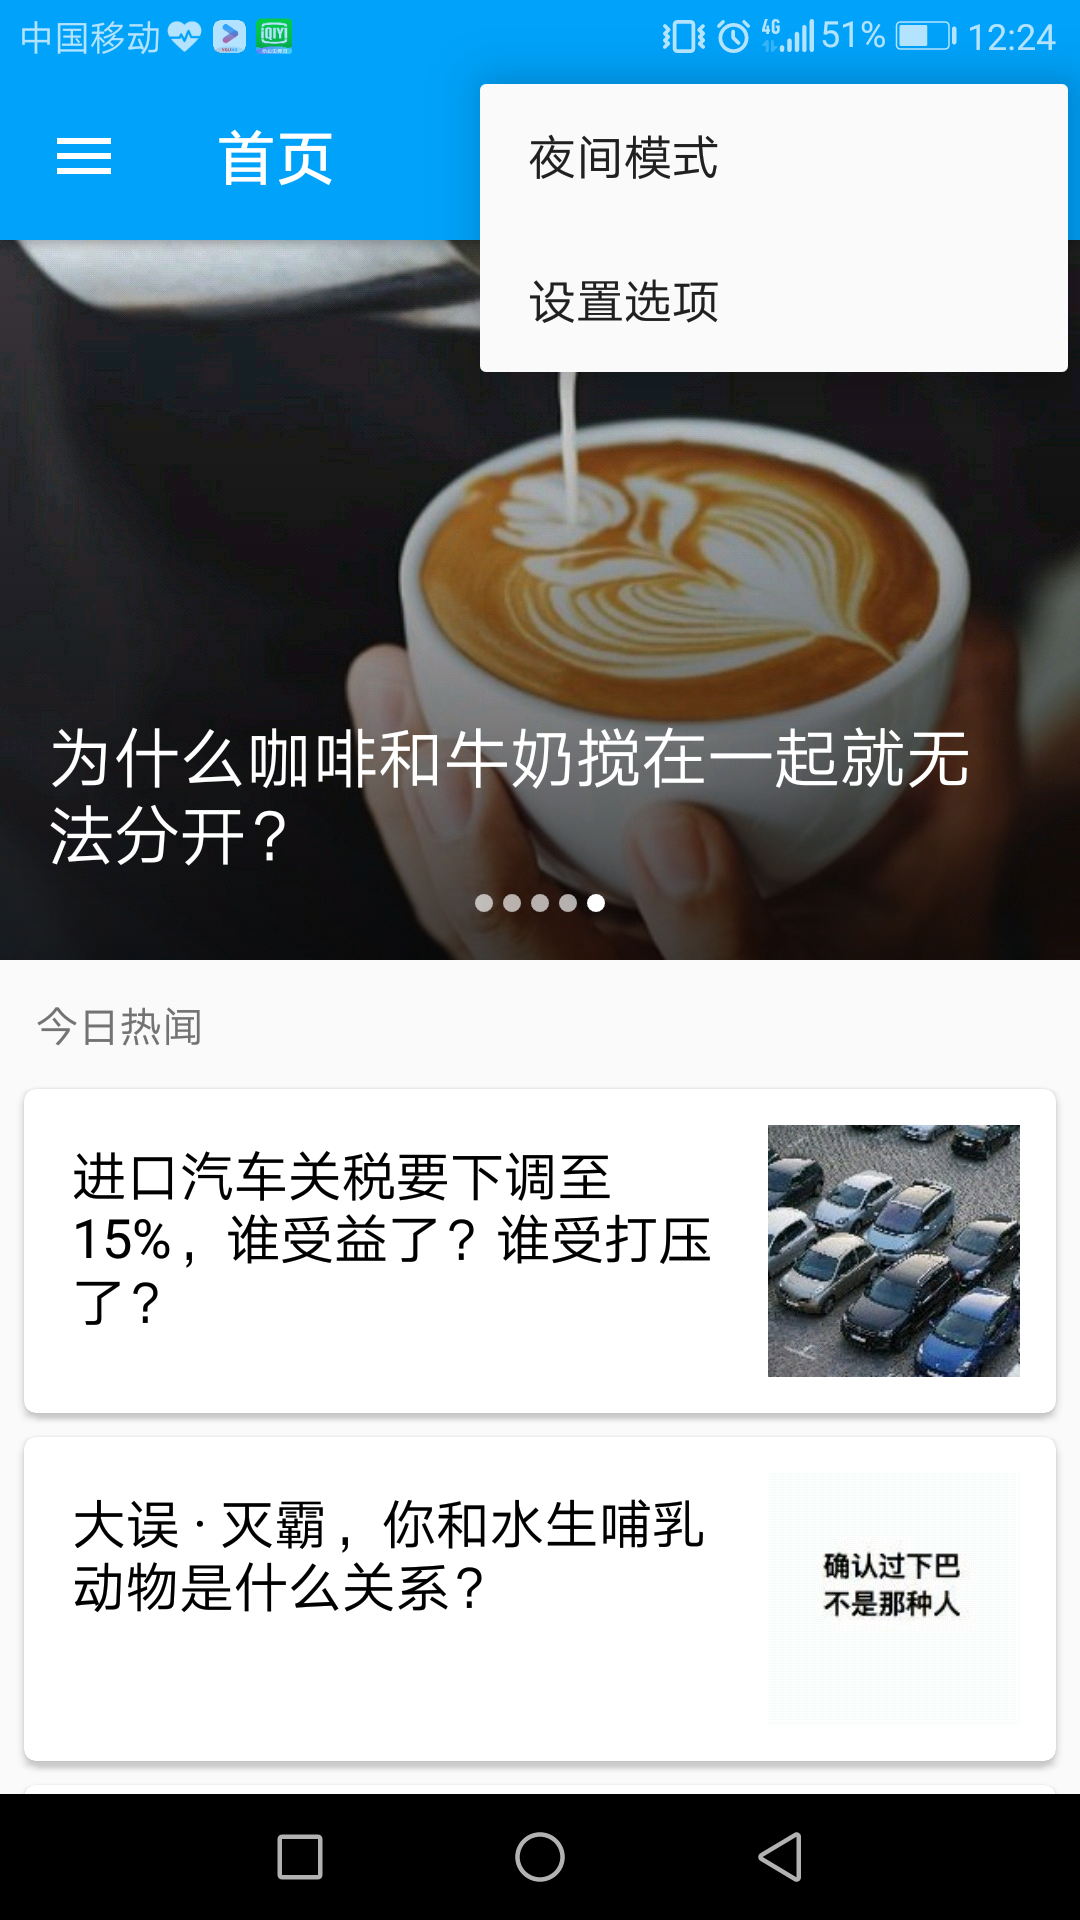 中国移动 iQIYI 4G 51% 12:24
首页
夜间模式
设置选项
为什么咖啡和牛奶搅在一起就无
法分开？
今日热闻
进口汽车关税要下调至
15%，谁受益了？谁受打压
了？
大误 · 灭霸，你和水生哺乳
动物是什么关系？
确认过下巴
不是那种人